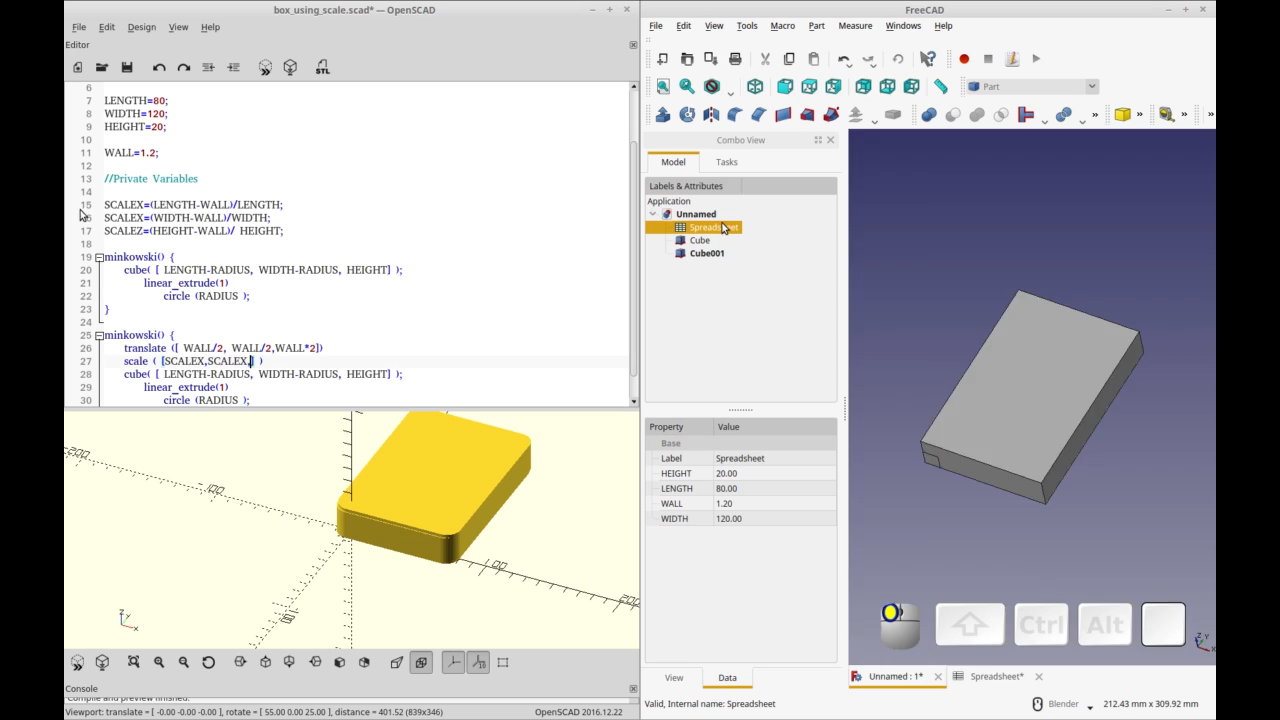 box_using_scale.scad* — OpenSCAD
File Edit Design View Help
Editor
STL
6
7 LENGTH=80;
8 WIDTH=120;
9 HEIGHT=20;
10
11 WALL=1.2;
12
13 //Private Variables
14
15 SCALEX=(LENGTH-WALL)/LENGTH;
16 SCALEX=(WIDTH-WALL)/WIDTH;
17 SCALEZ=(HEIGHT-WALL)/ HEIGHT;
18
19 minkowski() {
20 cube( [ LENGTH-RADIUS, WIDTH-RADIUS, HEIGHT] );
21 linear_extrude(1)
22 circle (RADIUS );
23 }
24
25 minkowski() {
26 translate ([ WALL/2, WALL/2,WALL*2])
27 scale ( [SCALEX,SCALEX,] )
28 cube( [ LENGTH-RADIUS, WIDTH-RADIUS, HEIGHT] );
29 linear_extrude(1)
30 circle (RADIUS );
Console
Compile and preview finished.
Viewport: translate = [ -0.00 -0.00 -0.00 ], rotate = [ 55.00 0.00 25.00 ], distance = 401.52 (839x346) OpenSCAD 2016.12.22
FreeCAD
File Edit View Tools Macro Part Measure Windows Help
Part
Combo View
Model Tasks
Labels & Attributes
Application
Unnamed
Spreadsheet
Cube
Cube001
Property Value
Base
Label Spreadsheet
HEIGHT 20.00
LENGTH 80.00
WALL 1.20
WIDTH 120.00
View Data
Ctrl Alt
Unnamed : 1* Spreadsheet*
Valid, Internal name: Spreadsheet Blender 212.43 mm x 309.92 mm